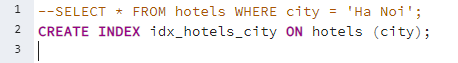 1 --SELECT * FROM hotels WHERE city = 'Ha Noi';
2 CREATE INDEX idx_hotels_city ON hotels (city);
3